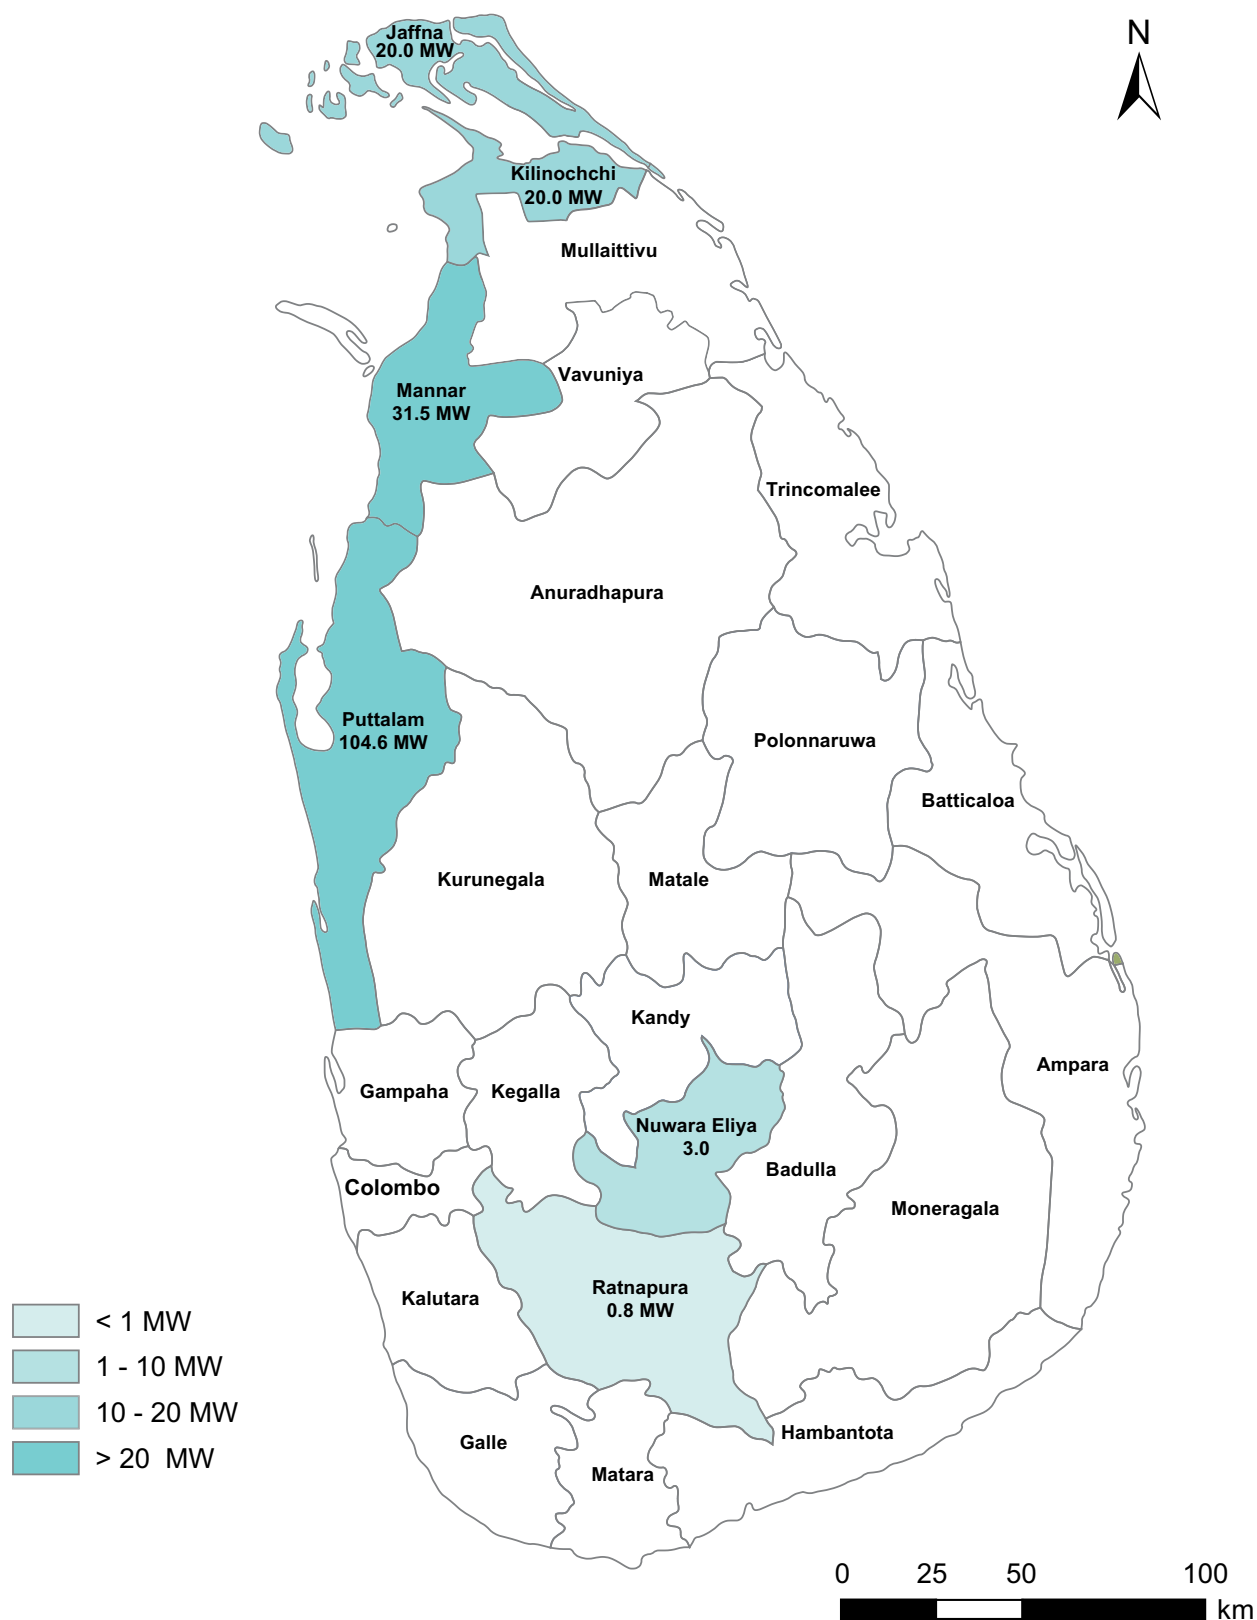 Jaffna
20.0 MW
N
Kilinochchi
20.0 MW
Mullaittivu
Vavuniya
Mannar
31.5 MW
Trincomalee
Anuradhapura
Puttalam
104.6 MW
Polonnaruwa
Batticaloa
Kurunegala
Matale
Kandy
Ampara
Gampaha
Kegalla
Nuwara Eliya
3.0
Badulla
Colombo
Moneragala
Ratnapura
0.8 MW
Kalutara
< 1 MW
1 - 10 MW
10 - 20 MW
> 20 MW
Hambantota
Galle
Matara
0 25 50 100
km